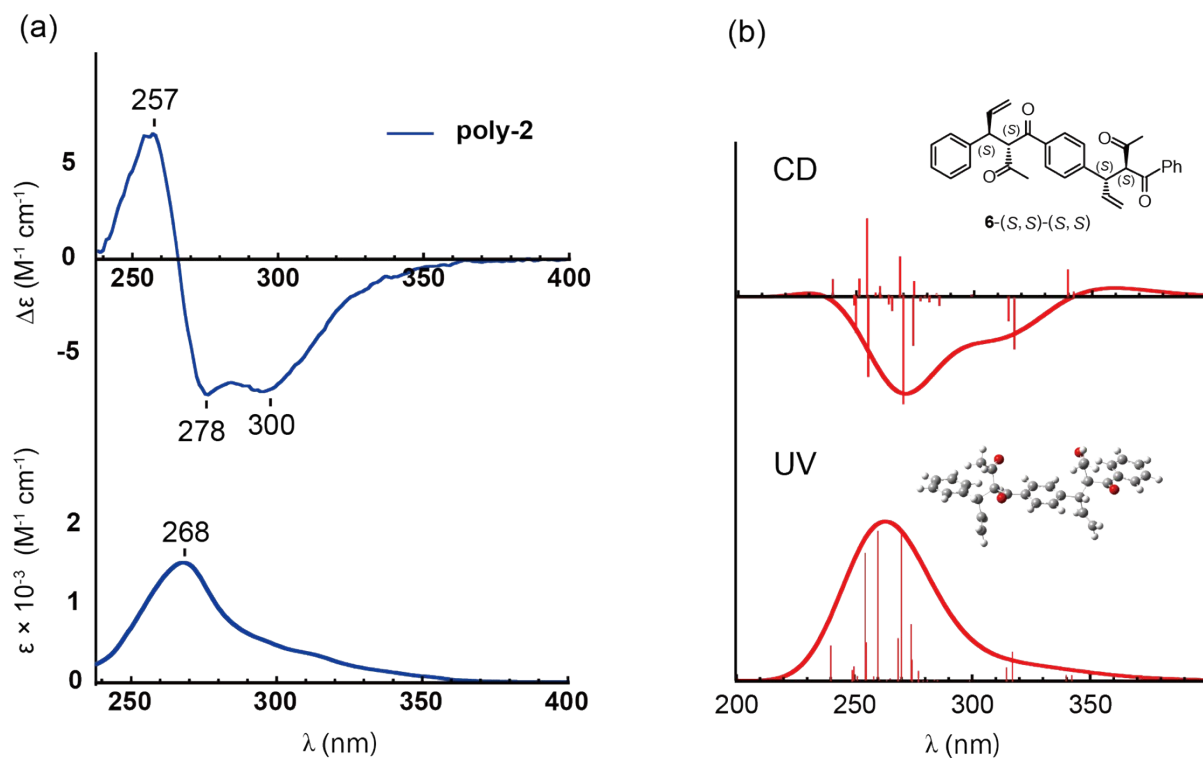 (a)
257
poly-2
5
0
250
300
350
400
-5
278
300
Δε (M⁻¹ cm⁻¹)
2
268
1
0
250
300
350
400
ε × 10⁻³ (M⁻¹ cm⁻¹)
λ (nm)
(b)
CD
O
(S)
(S)
O
O
(S)
(S)
Ph
O
6-(S,S)-(S,S)
UV
200
250
300
350
λ (nm)